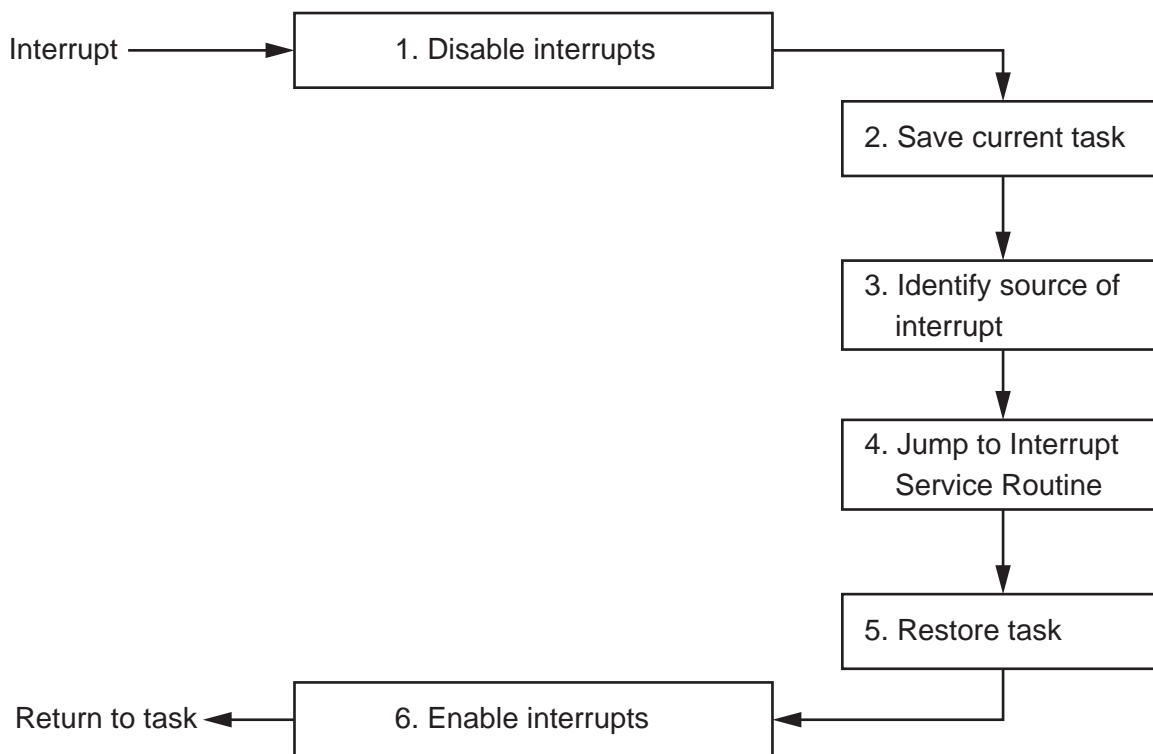 Interrupt
1. Disable interrupts
2. Save current task
3. Identify source of
interrupt
4. Jump to Interrupt
Service Routine
5. Restore task
6. Enable interrupts
Return to task